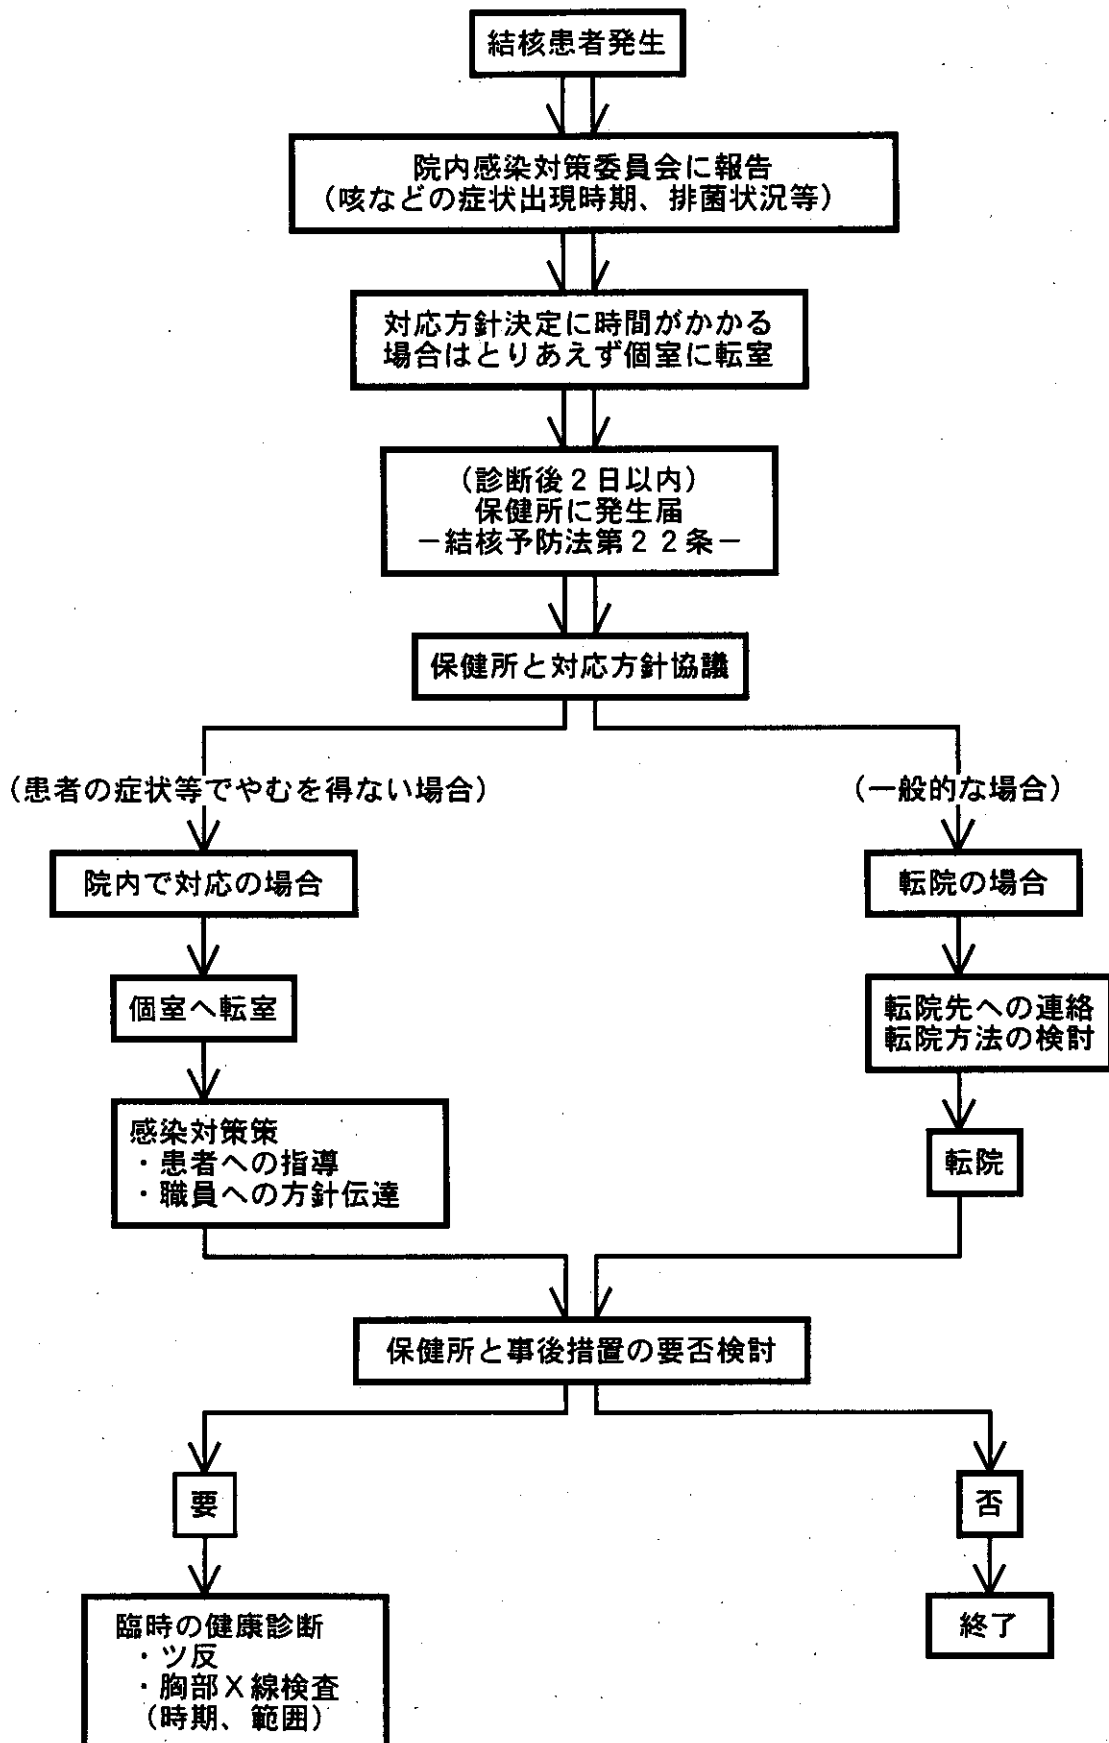 結核患者発生
院内感染対策委員会に報告
（咳などの症状出現時期、排菌状況等）
対応方針決定に時間がかかる
場合はとりあえず個室に転室
（診断後２日以内）
保健所に発生届
－結核予防法第２２条－
保健所と対応方針協議
（患者の症状等でやむを得ない場合）
（一般的な場合）
院内で対応の場合
転院の場合
個室へ転室
転院先への連絡
転院方法の検討
感染対策策
・患者への指導
・職員への方針伝達
転院
保健所と事後措置の要否検討
要
否
臨時の健康診断
・ツ反
・胸部Ｘ線検査
（時期、範囲）
終了